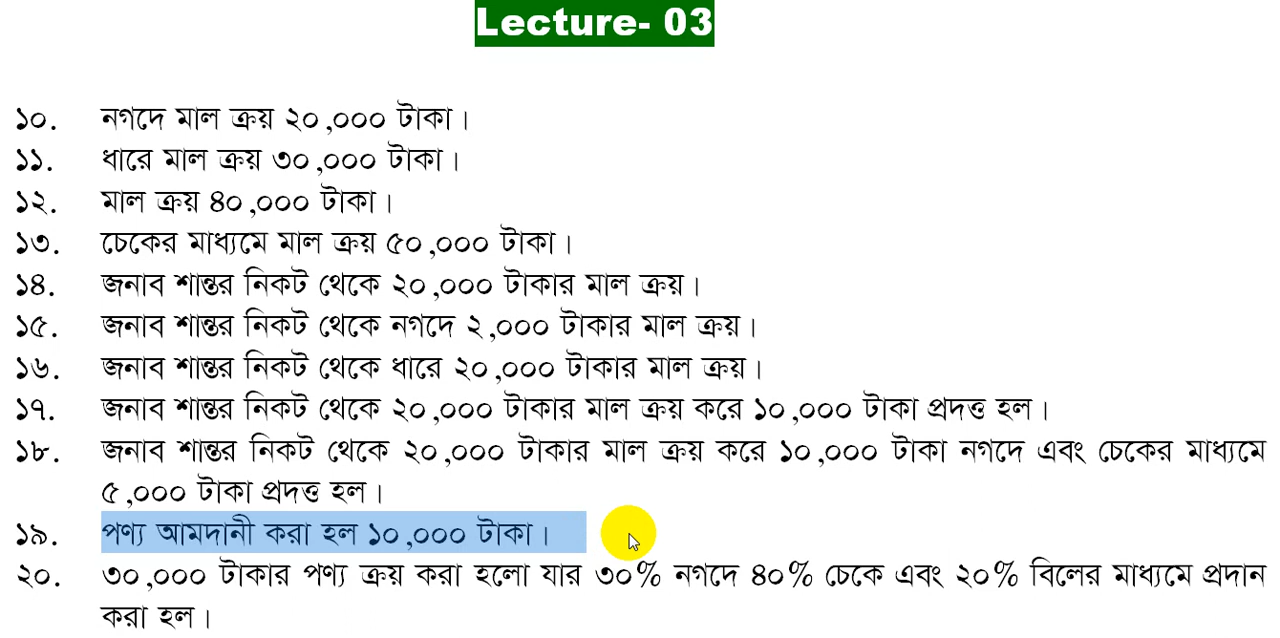 Lecture- 03
১০. নগদে মাল ক্রয় ২০,০০০ টাকা।
১১. ধারে মাল ক্রয় ৩০,০০০ টাকা।
১২. মাল ক্রয় ৪০,০০০ টাকা।
১৩. চেকের মাধ্যমে মাল ক্রয় ৫০,০০০ টাকা।
১৪. জনাব শান্তর নিকট থেকে ২০,০০০ টাকার মাল ক্রয়।
১৫. জনাব শান্তর নিকট থেকে নগদে ২,০০০ টাকার মাল ক্রয়।
১৬. জনাব শান্তর নিকট থেকে ধারে ২০,০০০ টাকার মাল ক্রয়।
১৭. জনাব শান্তর নিকট থেকে ২০,০০০ টাকার মাল ক্রয় করে ১০,০০০ টাকা প্রদত্ত হল।
১৮. জনাব শান্তর নিকট থেকে ২০,০০০ টাকার মাল ক্রয় করে ১০,০০০ টাকা নগদে এবং চেকের মাধ্যমে
৫,০০০ টাকা প্রদত্ত হল।
১৯. পণ্য আমদানী করা হল ১০,০০০ টাকা।
২০. ৩০,০০০ টাকার পণ্য ক্রয় করা হলো যার ৩০% নগদে ৪০% চেকে এবং ২০% বিলের মাধ্যমে প্রদান
করা হল।